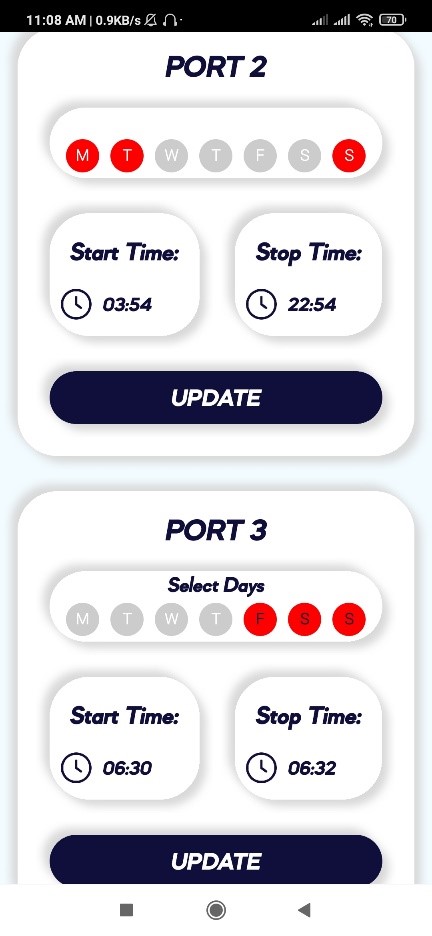 11:08 AM | 0.9KB/s
70
PORT 2
M T W T F S S
Start Time: Stop Time:
03:54 22:54
UPDATE
PORT 3
Select Days
M T W T F S S
Start Time: Stop Time:
06:30 06:32
UPDATE